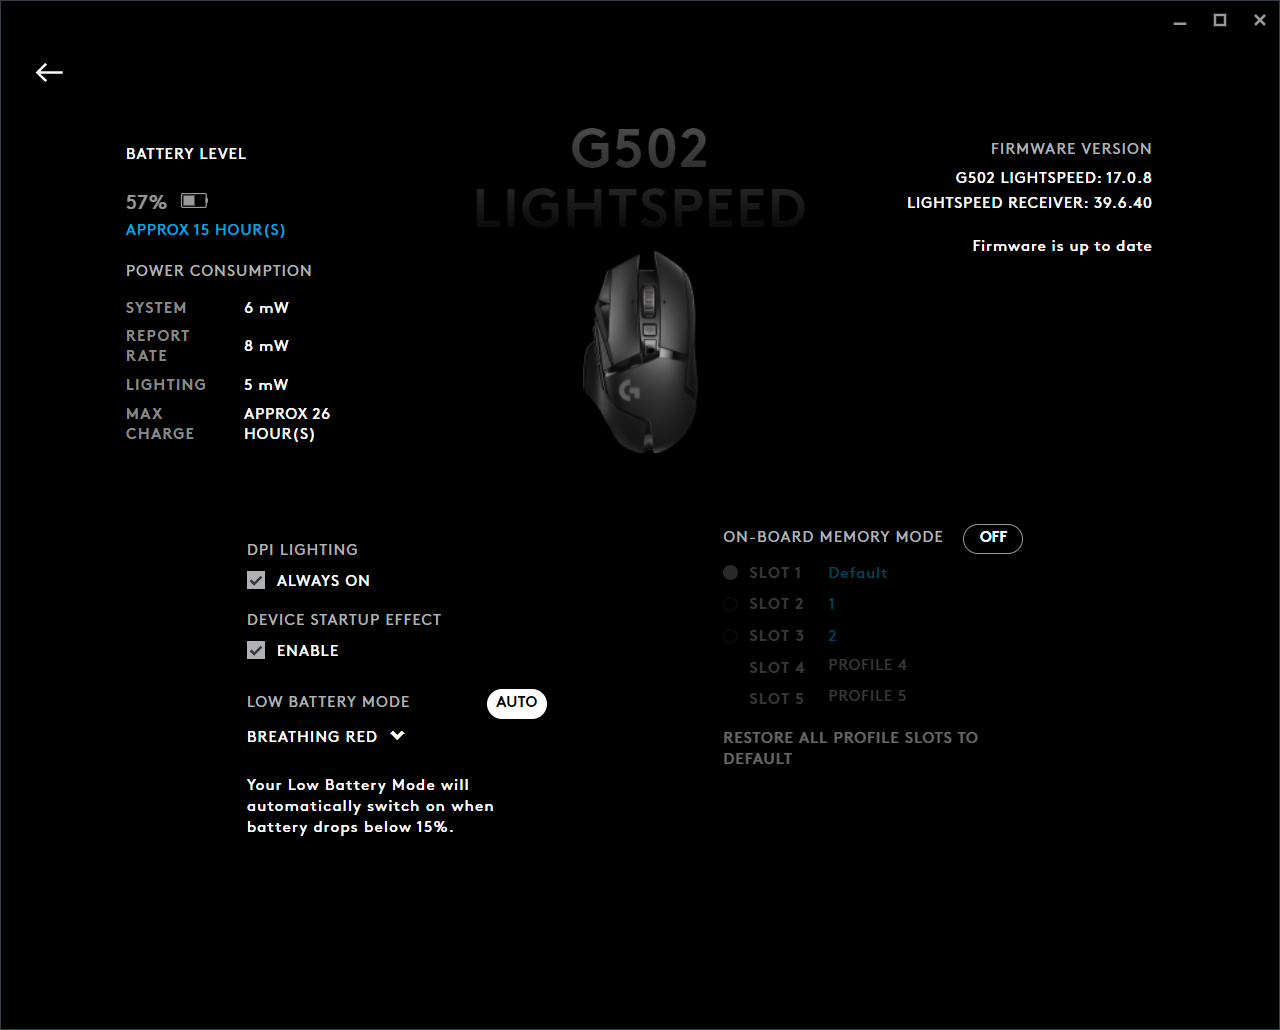 G502
LIGHTSPEED
BATTERY LEVEL
57%
APPROX 15 HOUR(S)
POWER CONSUMPTION
SYSTEM 6 mW
REPORT
RATE 8 mW
LIGHTING 5 mW
MAX APPROX 26
CHARGE HOUR(S)
FIRMWARE VERSION
G502 LIGHTSPEED: 17.0.8
LIGHTSPEED RECEIVER: 39.6.40
Firmware is up to date
DPI LIGHTING
ALWAYS ON
DEVICE STARTUP EFFECT
ENABLE
LOW BATTERY MODE AUTO
BREATHING RED
Your Low Battery Mode will
automatically switch on when
battery drops below 15%.
ON-BOARD MEMORY MODE OFF
SLOT 1 Default
SLOT 2 1
SLOT 3 2
SLOT 4 PROFILE 4
SLOT 5 PROFILE 5
RESTORE ALL PROFILE SLOTS TO
DEFAULT